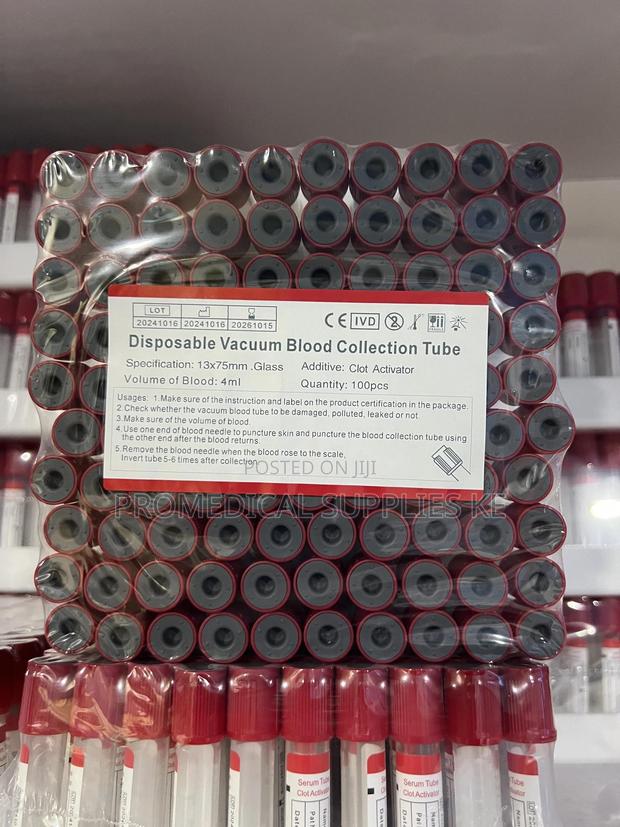 LOT
20241016 20241016 20261015
CE IVD
Disposable Vacuum Blood Collection Tube
Specification: 13x75mm .Glass Additive: Clot Activator
Volume of Blood: 4ml Quantity: 100pcs
Usages: 1.Make sure of the instruction and label on the product certification in the package.
2.Check whether the vacuum blood tube to be damaged, polluted, leaked or not.
3.Make sure of the volume of blood.
4.Use one end of blood needle to puncture skin and puncture the blood collection tube using
the other end after the blood returns.
5.Remove the blood needle when the blood rose to the scale,
Invert tube 5-6 times after collection.
POSTED ON JIJI
PROMEDICAL SUPPLIES KE
Serum Tube
Clot Activator
Serum Tube
Clot Activator